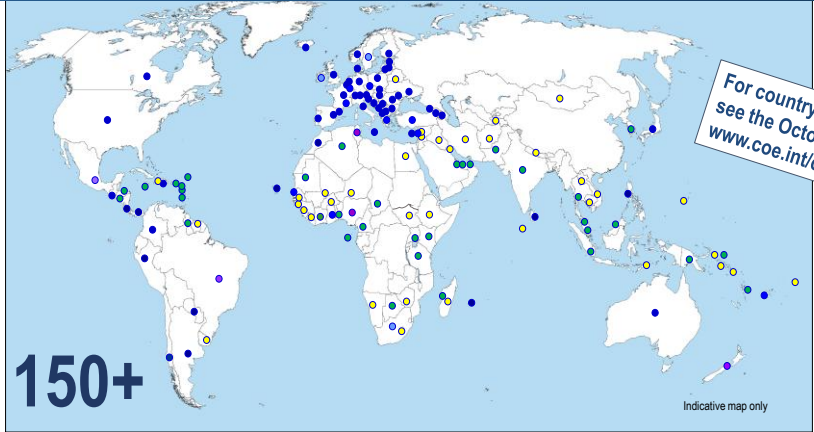 For country
see the Octo
www.coe.int/
150+
Indicative map only